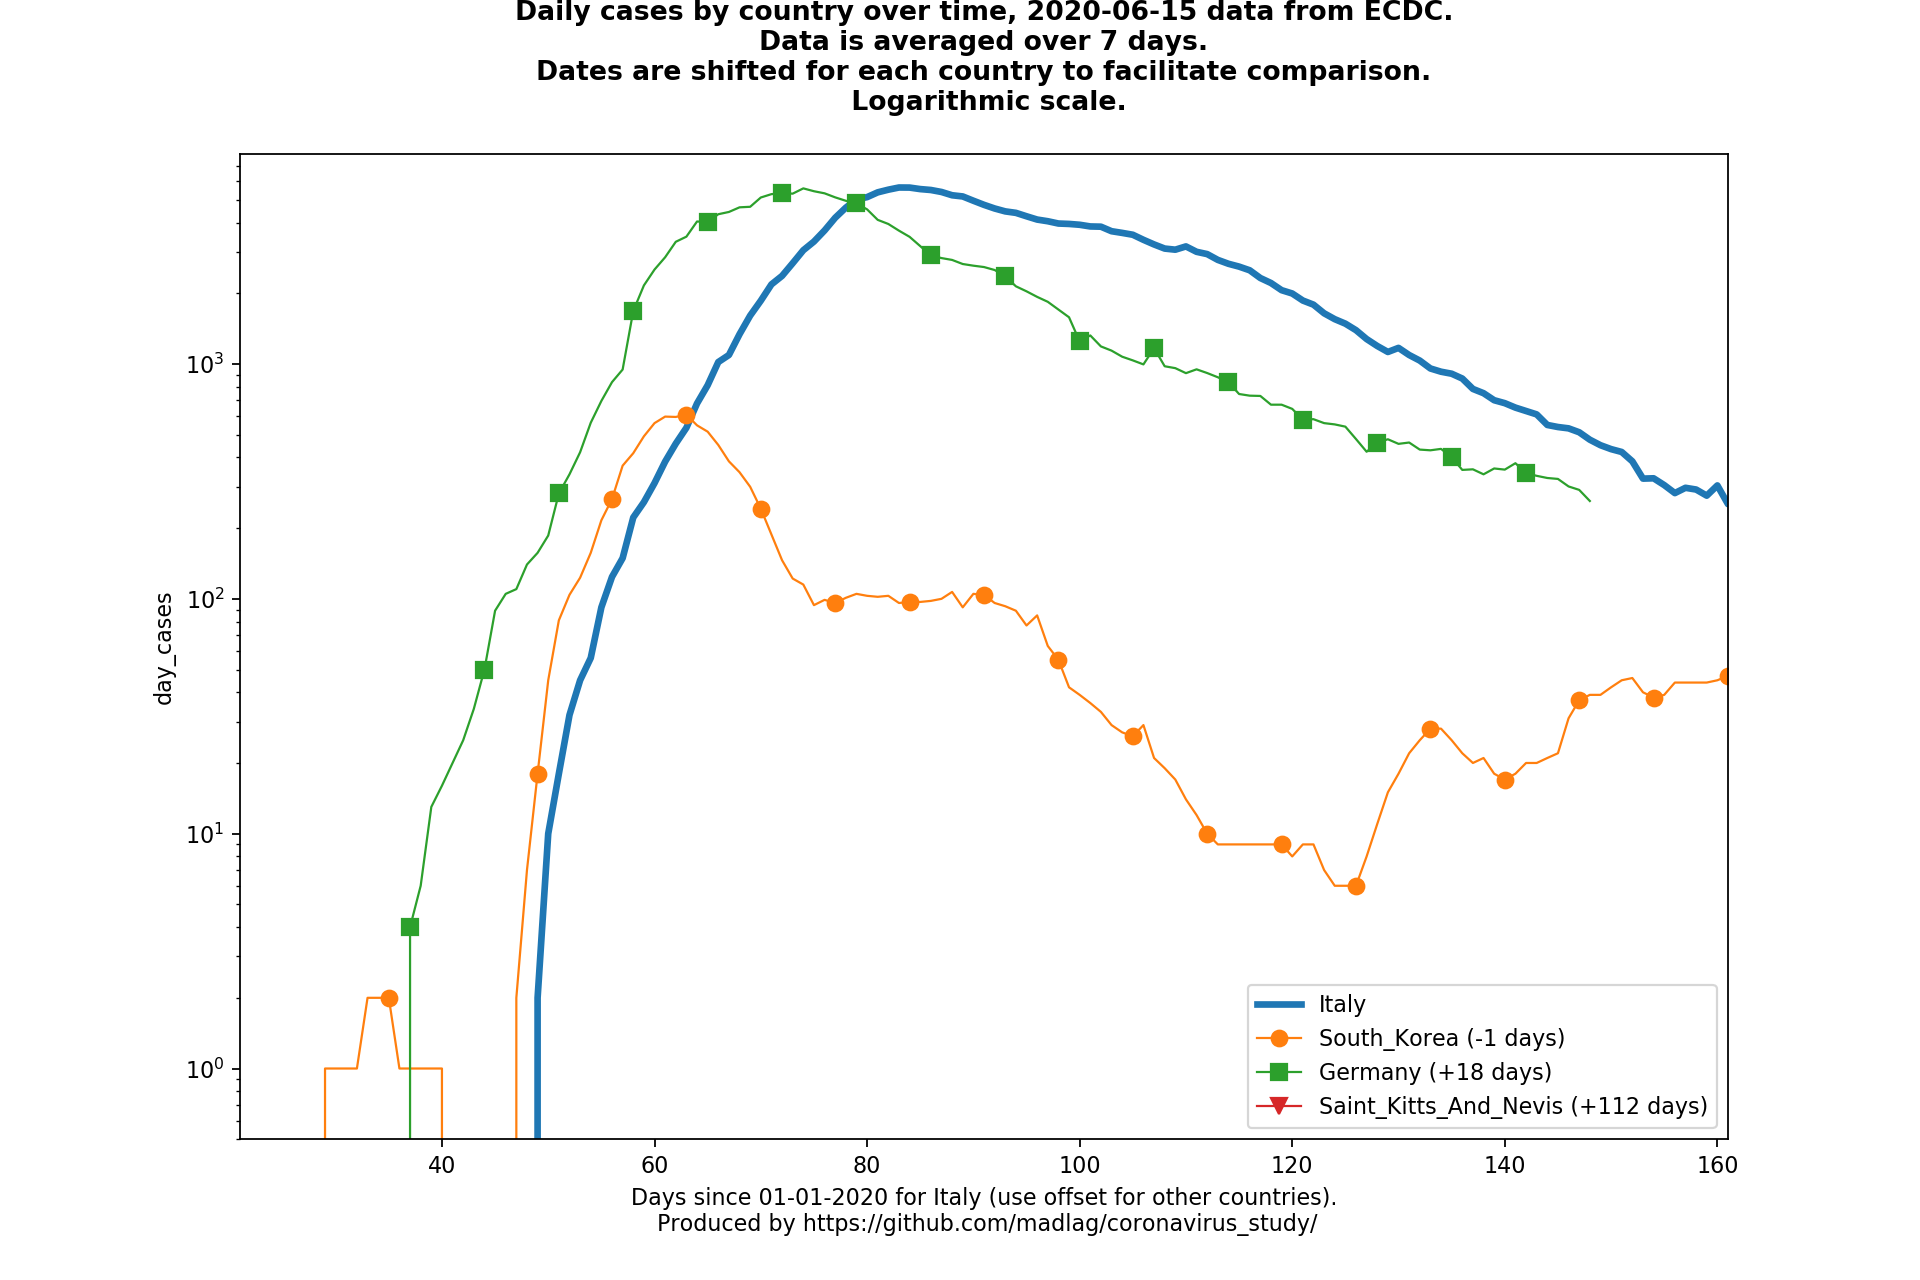 Daily cases by country over time, 2020-06-15 data from ECDC.
Data is averaged over 7 days.
Dates are shifted for each country to facilitate comparison.
Logarithmic scale.
10³
10²
10¹
10⁰
day_cases
40 60 80 100 120 140 160
Days since 01-01-2020 for Italy (use offset for other countries).
Produced by https://github.com/madlag/coronavirus_study/
Italy
South_Korea (-1 days)
Germany (+18 days)
Saint_Kitts_And_Nevis (+112 days)